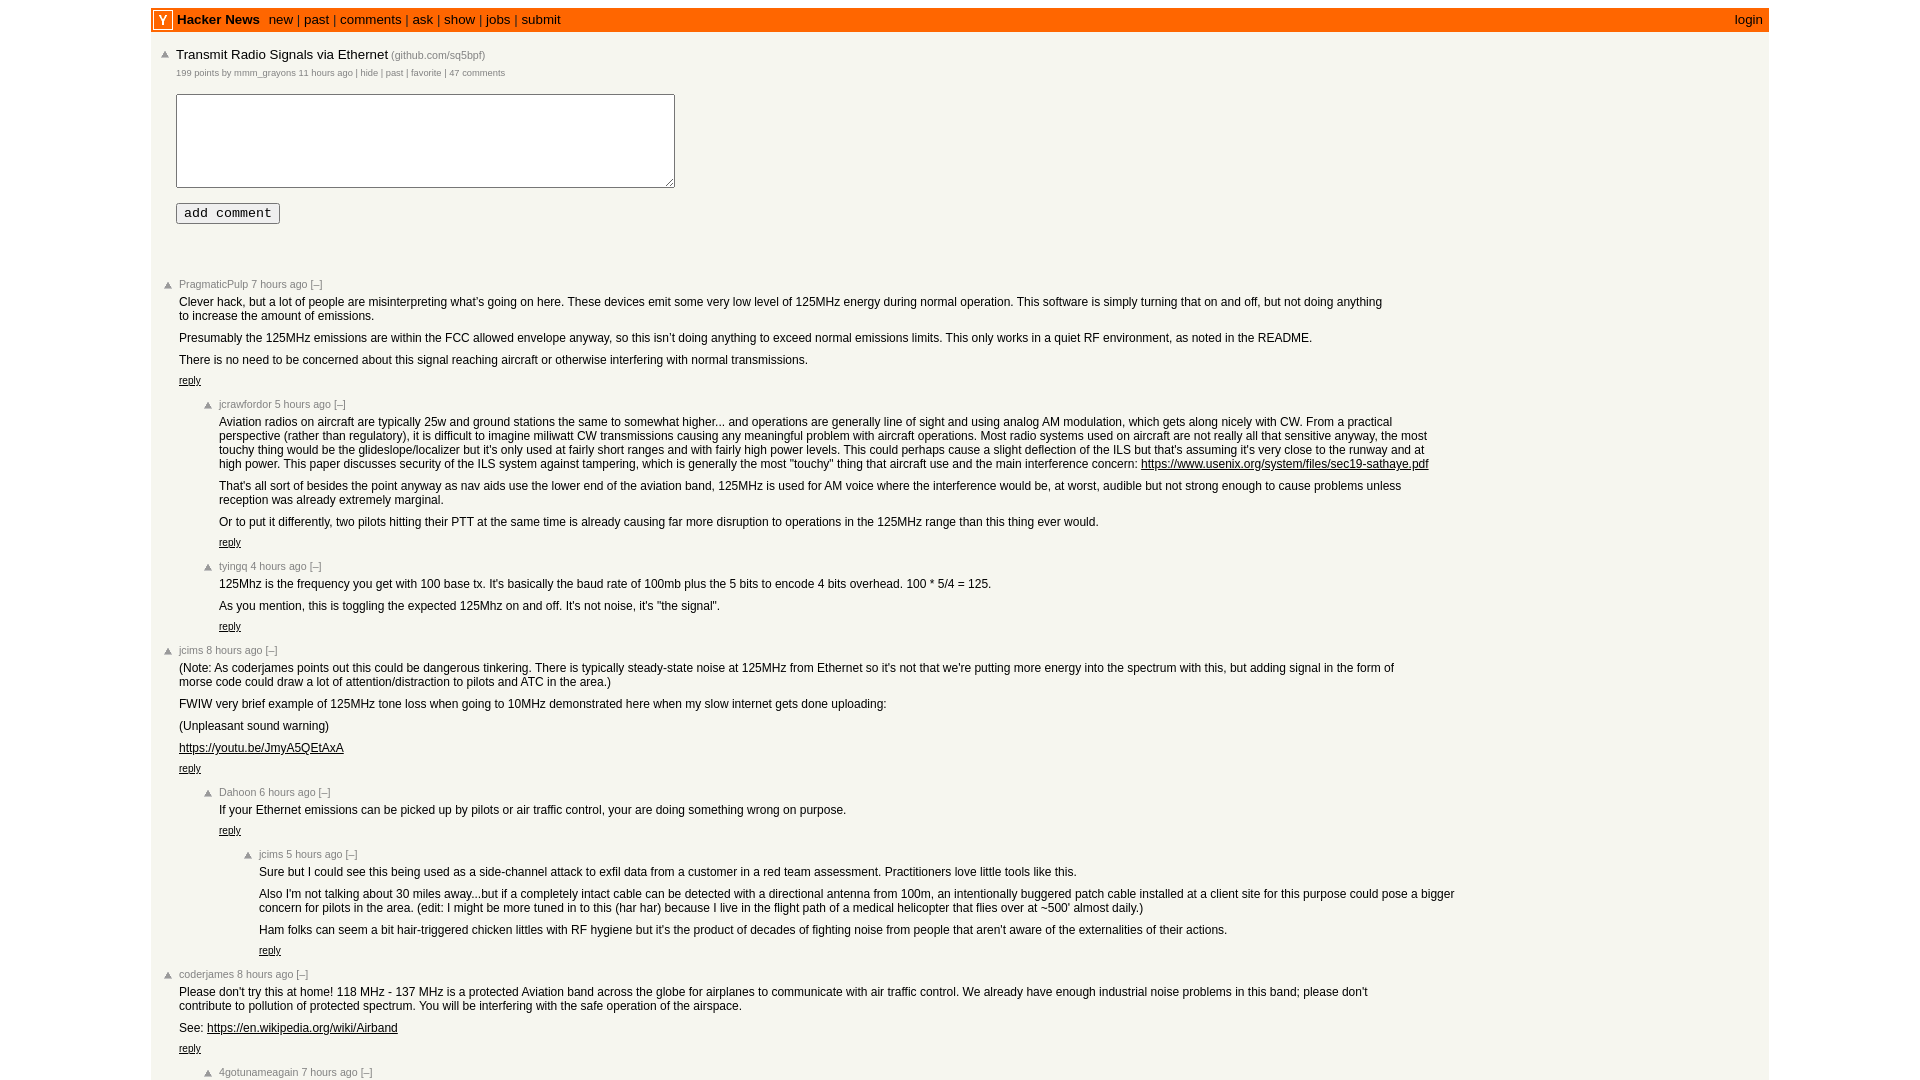 Y Hacker News new | past | comments | ask | show | jobs | submit login
Transmit Radio Signals via Ethernet (github.com/sq5bpf)
199 points by mmm_grayons 11 hours ago | hide | past | favorite | 47 comments
add comment
PragmaticPulp 7 hours ago [–]
Clever hack, but a lot of people are misinterpreting what's going on here. These devices emit some very low level of 125MHz energy during normal operation. This software is simply turning that on and off, but not doing anything
to increase the amount of emissions.
Presumably the 125MHz emissions are within the FCC allowed envelope anyway, so this isn't doing anything to exceed normal emissions limits. This only works in a quiet RF environment, as noted in the README.
There is no need to be concerned about this signal reaching aircraft or otherwise interfering with normal transmissions.
reply
jcrawfordor 5 hours ago [–]
Aviation radios on aircraft are typically 25w and ground stations the same to somewhat higher... and operations are generally line of sight and using analog AM modulation, which gets along nicely with CW. From a practical
perspective (rather than regulatory), it is difficult to imagine miliwatt CW transmissions causing any meaningful problem with aircraft operations. Most radio systems used on aircraft are not really all that sensitive anyway, the most
touchy thing would be the glideslope/localizer but it's only used at fairly short ranges and with fairly high power levels. This could perhaps cause a slight deflection of the ILS but that's assuming it's very close to the runway and at
high power. This paper discusses security of the ILS system against tampering, which is generally the most "touchy" thing that aircraft use and the main interference concern: https://www.usenix.org/system/files/sec19-sathaye.pdf
That's all sort of besides the point anyway as nav aids use the lower end of the aviation band, 125MHz is used for AM voice where the interference would be, at worst, audible but not strong enough to cause problems unless
reception was already extremely marginal.
Or to put it differently, two pilots hitting their PTT at the same time is already causing far more disruption to operations in the 125MHz range than this thing ever would.
reply
tyingq 4 hours ago [–]
125Mhz is the frequency you get with 100 base tx. It's basically the baud rate of 100mb plus the 5 bits to encode 4 bits overhead. 100 * 5/4 = 125.
As you mention, this is toggling the expected 125Mhz on and off. It's not noise, it's "the signal".
reply
jcims 8 hours ago [–]
(Note: As coderjames points out this could be dangerous tinkering. There is typically steady-state noise at 125MHz from Ethernet so it's not that we're putting more energy into the spectrum with this, but adding signal in the form of
morse code could draw a lot of attention/distraction to pilots and ATC in the area.)
FWIW very brief example of 125MHz tone loss when going to 10MHz demonstrated here when my slow internet gets done uploading:
(Unpleasant sound warning)
https://youtu.be/JmyA5QEtAxA
reply
Dahoon 6 hours ago [–]
If your Ethernet emissions can be picked up by pilots or air traffic control, your are doing something wrong on purpose.
reply
jcims 5 hours ago [–]
Sure but I could see this being used as a side-channel attack to exfil data from a customer in a red team assessment. Practitioners love little tools like this.
Also I'm not talking about 30 miles away...but if a completely intact cable can be detected with a directional antenna from 100m, an intentionally buggered patch cable installed at a client site for this purpose could pose a bigger
concern for pilots in the area. (edit: I might be more tuned in to this (har har) because I live in the flight path of a medical helicopter that flies over at ~500' almost daily.)
Ham folks can seem a bit hair-triggered chicken littles with RF hygiene but it's the product of decades of fighting noise from people that aren't aware of the externalities of their actions.
reply
coderjames 8 hours ago [–]
Please don't try this at home! 118 MHz - 137 MHz is a protected Aviation band across the globe for airplanes to communicate with air traffic control. We already have enough industrial noise problems in this band; please don't
contribute to pollution of protected spectrum. You will be interfering with the safe operation of the airspace.
See: https://en.wikipedia.org/wiki/Airband
reply
4gotunameagain 7 hours ago [–]